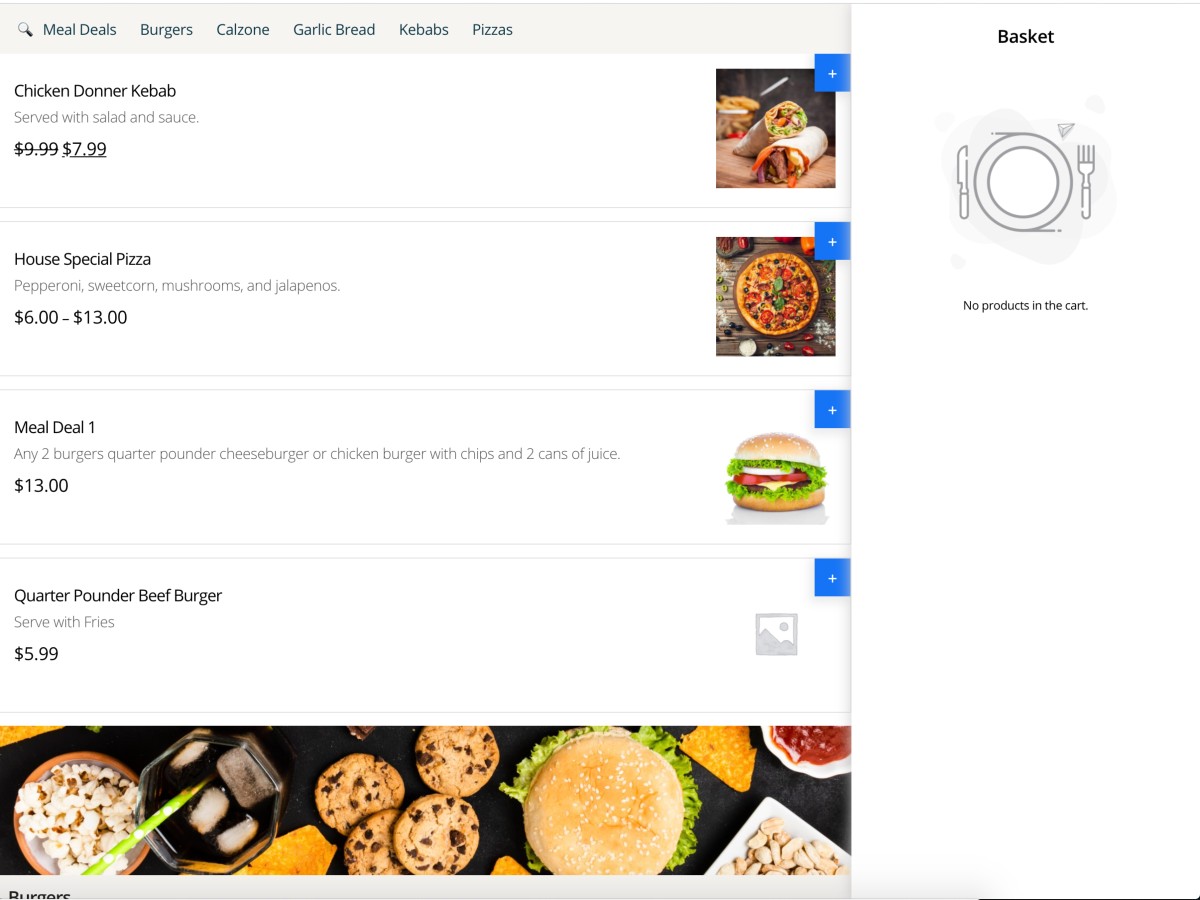 Meal Deals Burgers Calzone Garlic Bread Kebabs Pizzas
Chicken Donner Kebab
Served with salad and sauce.
$9.99 $7.99
+
House Special Pizza
Pepperoni, sweetcorn, mushrooms, and jalapenos.
$6.00 – $13.00
+
Meal Deal 1
Any 2 burgers quarter pounder cheeseburger or chicken burger with chips and 2 cans of juice.
$13.00
+
Quarter Pounder Beef Burger
Serve with Fries
$5.99
+
Burgers
Basket
No products in the cart.